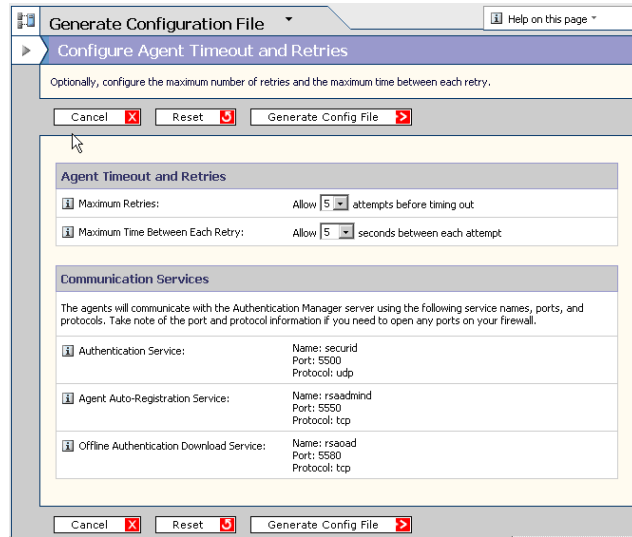 Generate Configuration File
Help on this page
Configure Agent Timeout and Retries
Optionally, configure the maximum number of retries and the maximum time between each retry.
Cancel Reset Generate Config File
Agent Timeout and Retries
Maximum Retries: Allow 5 attempts before timing out
Maximum Time Between Each Retry: Allow 5 seconds between each attempt
Communication Services
The agents will communicate with the Authentication Manager server using the following service names, ports, and
protocols. Take note of the port and protocol information if you need to open any ports on your firewall.
Authentication Service: Name: securid
Port: 5500
Protocol: udp
Agent Auto-Registration Service: Name: rsaadmind
Port: 5550
Protocol: tcp
Offline Authentication Download Service: Name: rsaoad
Port: 5580
Protocol: tcp
Cancel Reset Generate Config File